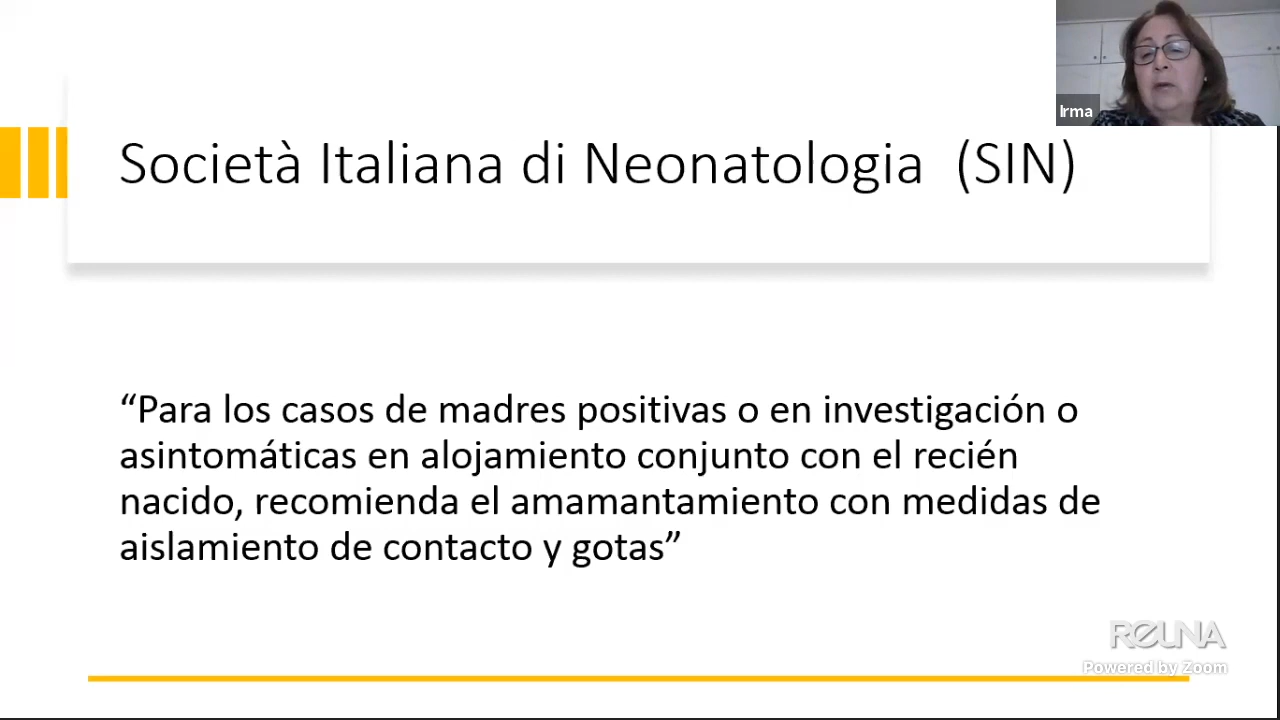 Irma
Società Italiana di Neonatologia (SIN)
“Para los casos de madres positivas o en investigación o
asintomáticas en alojamiento conjunto con el recién
nacido, recomienda el amamantamiento con medidas de
aislamiento de contacto y gotas”
REUNA
Powered by Zoom